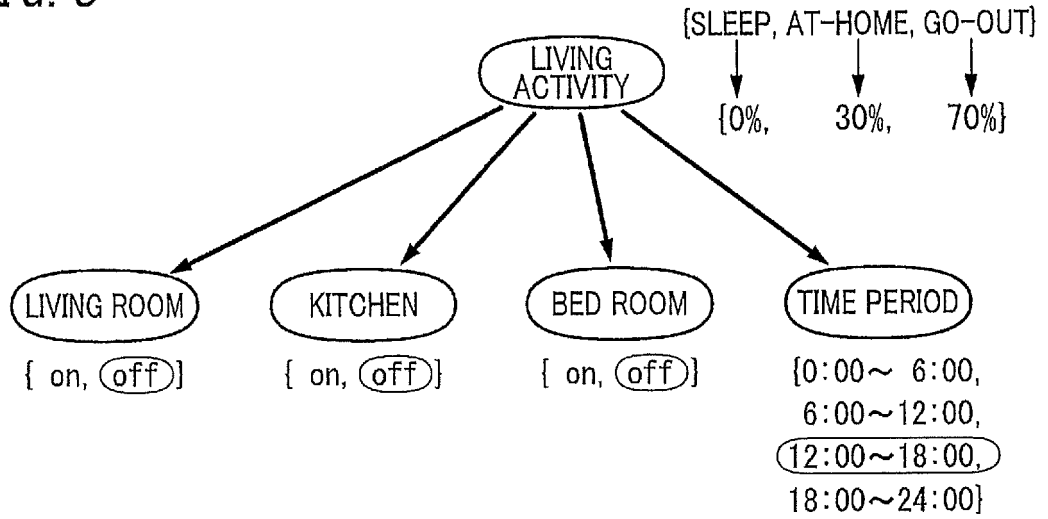 {SLEEP, AT-HOME, GO-OUT}
LIVING
ACTIVITY
{0%, 30%, 70%}
LIVING ROOM
KITCHEN
BED ROOM
TIME PERIOD
{ on, off}
{ on, off}
{ on, off}
{0:00~ 6:00,
6:00~12:00,
12:00~18:00,
18:00~24:00}